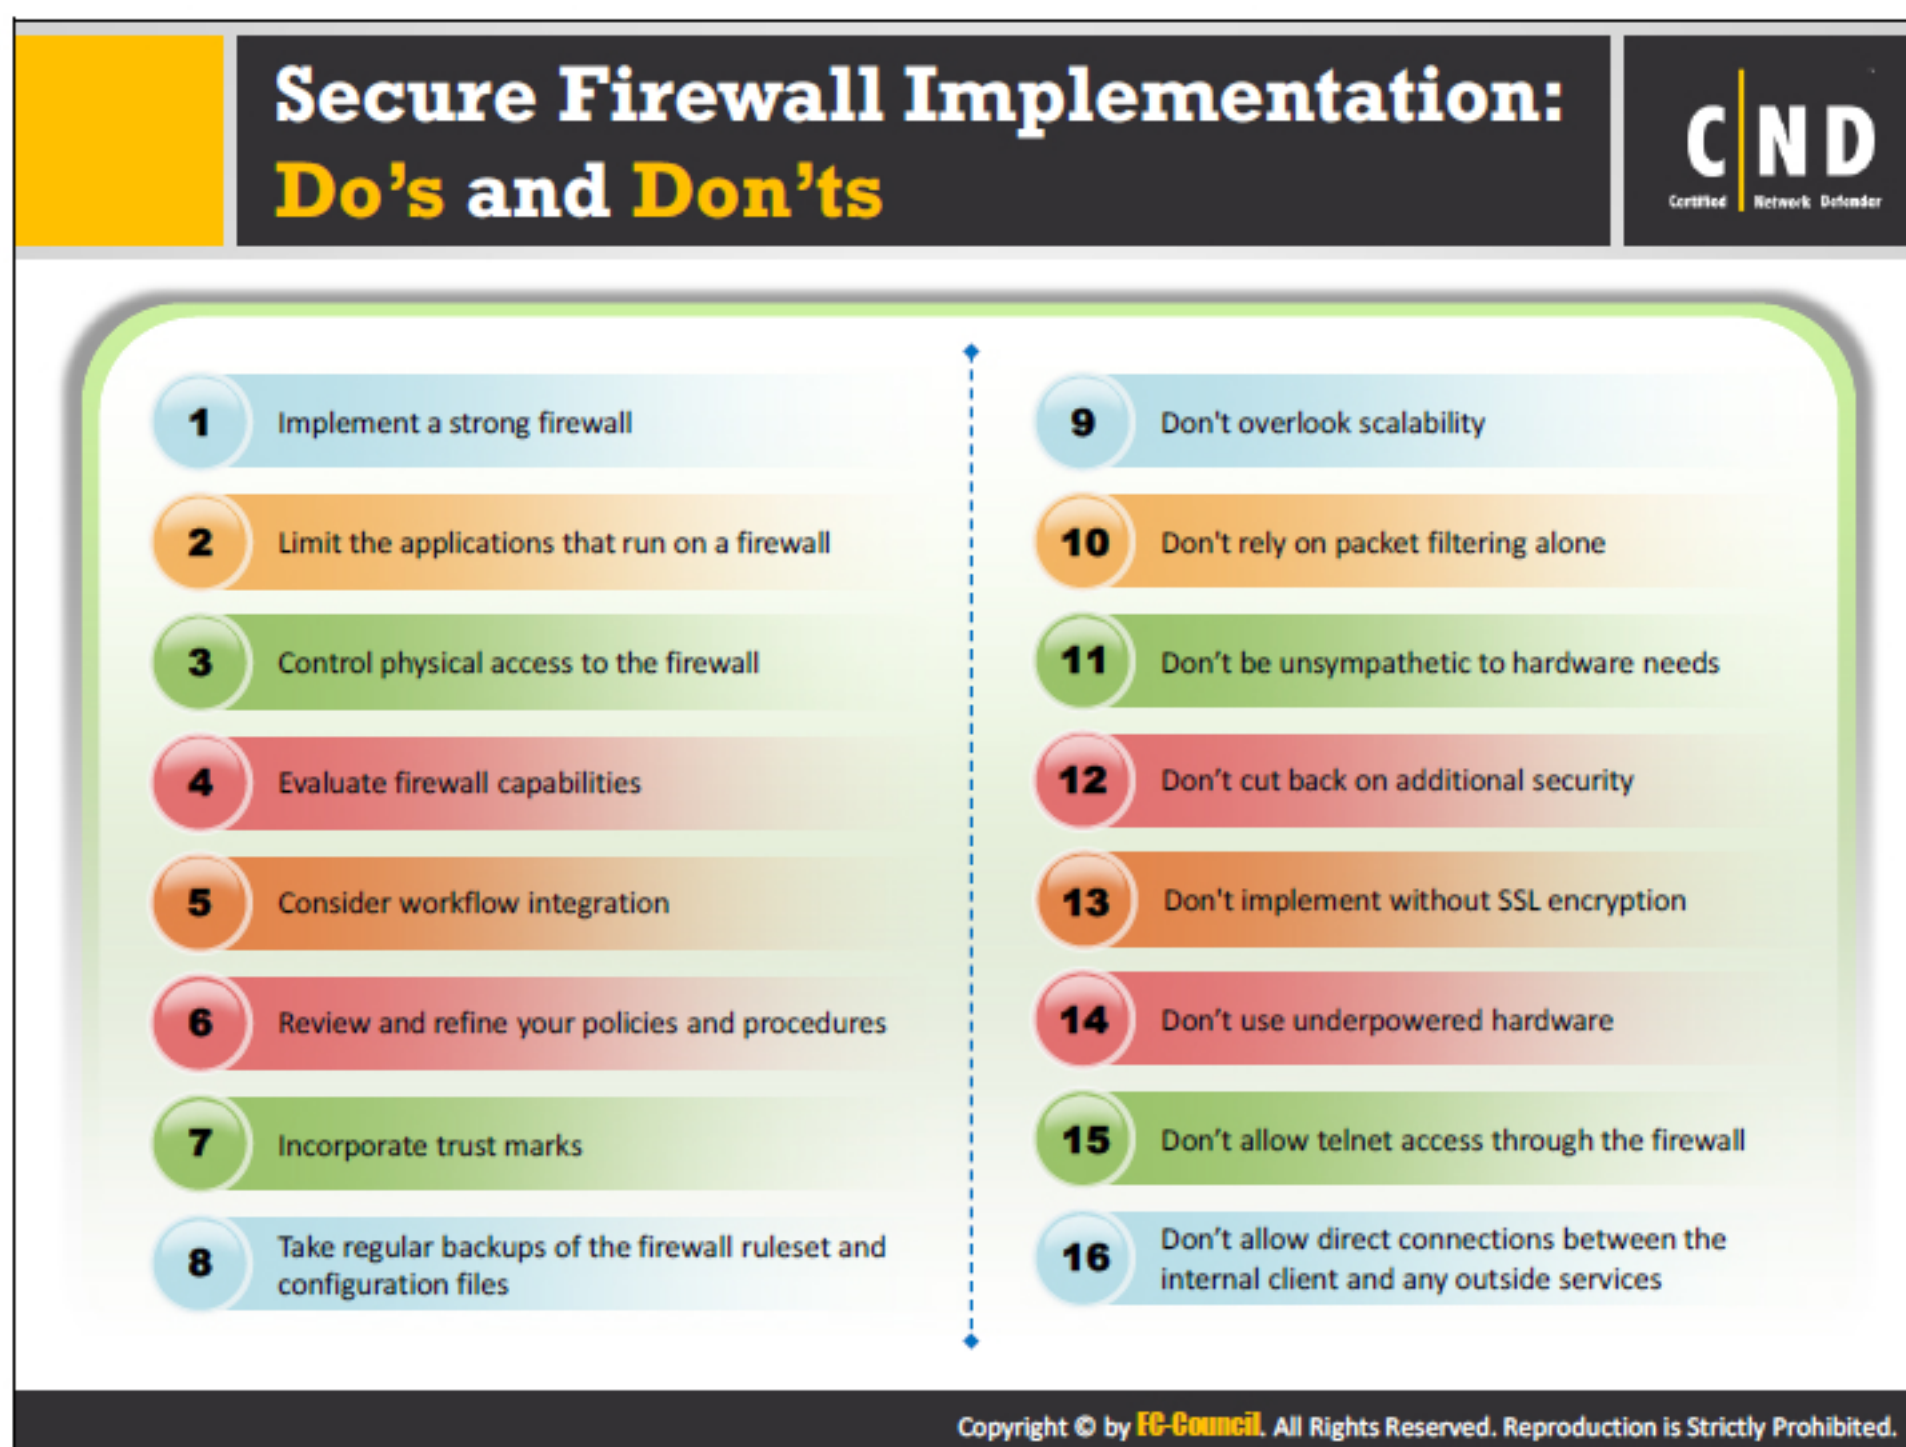 Secure Firewall Implementation:
Do's and Don'ts
C|ND
Certified Network Defender
1 Implement a strong firewall
2 Limit the applications that run on a firewall
3 Control physical access to the firewall
4 Evaluate firewall capabilities
5 Consider workflow integration
6 Review and refine your policies and procedures
7 Incorporate trust marks
8 Take regular backups of the firewall ruleset and
configuration files
9 Don't overlook scalability
10 Don't rely on packet filtering alone
11 Don’t be unsympathetic to hardware needs
12 Don’t cut back on additional security
13 Don't implement without SSL encryption
14 Don’t use underpowered hardware
15 Don’t allow telnet access through the firewall
16 Don’t allow direct connections between the
internal client and any outside services
Copyright © by EC-Council. All Rights Reserved. Reproduction is Strictly Prohibited.